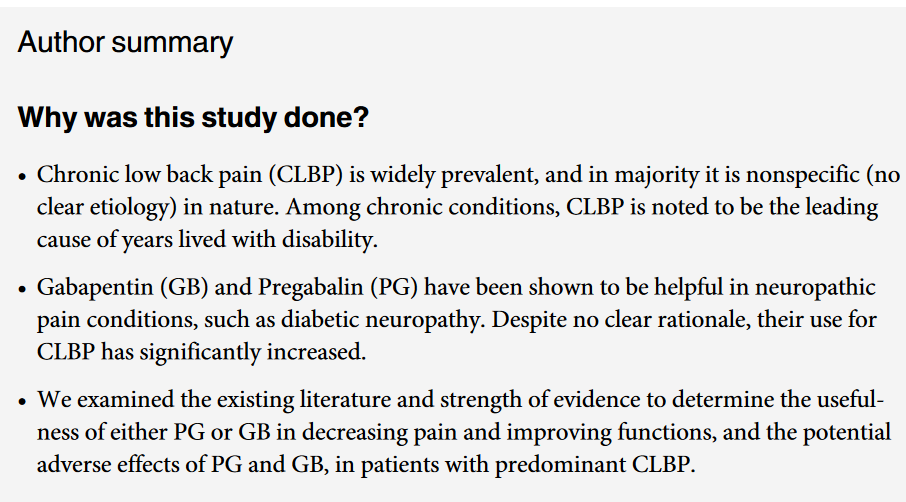 Author summary
Why was this study done?
• Chronic low back pain (CLBP) is widely prevalent, and in majority it is nonspecific (no
clear etiology) in nature. Among chronic conditions, CLBP is noted to be the leading
cause of years lived with disability.
• Gabapentin (GB) and Pregabalin (PG) have been shown to be helpful in neuropathic
pain conditions, such as diabetic neuropathy. Despite no clear rationale, their use for
CLBP has significantly increased.
• We examined the existing literature and strength of evidence to determine the useful-
ness of either PG or GB in decreasing pain and improving functions, and the potential
adverse effects of PG and GB, in patients with predominant CLBP.